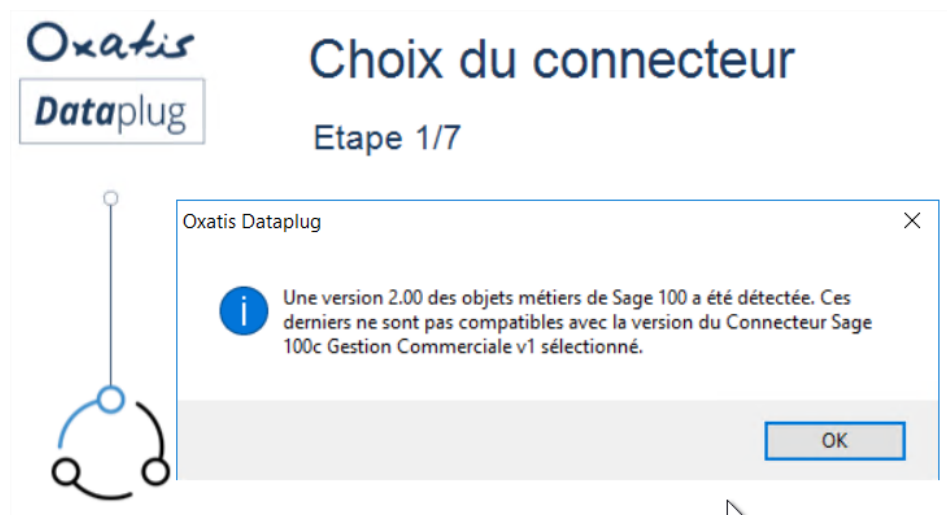 Oxatis
Dataplug
Choix du connecteur
Etape 1/7
Oxatis Dataplug
Une version 2.00 des objets métiers de Sage 100 a été détectée. Ces
derniers ne sont pas compatibles avec la version du Connecteur Sage
100c Gestion Commerciale v1 sélectionné.
OK